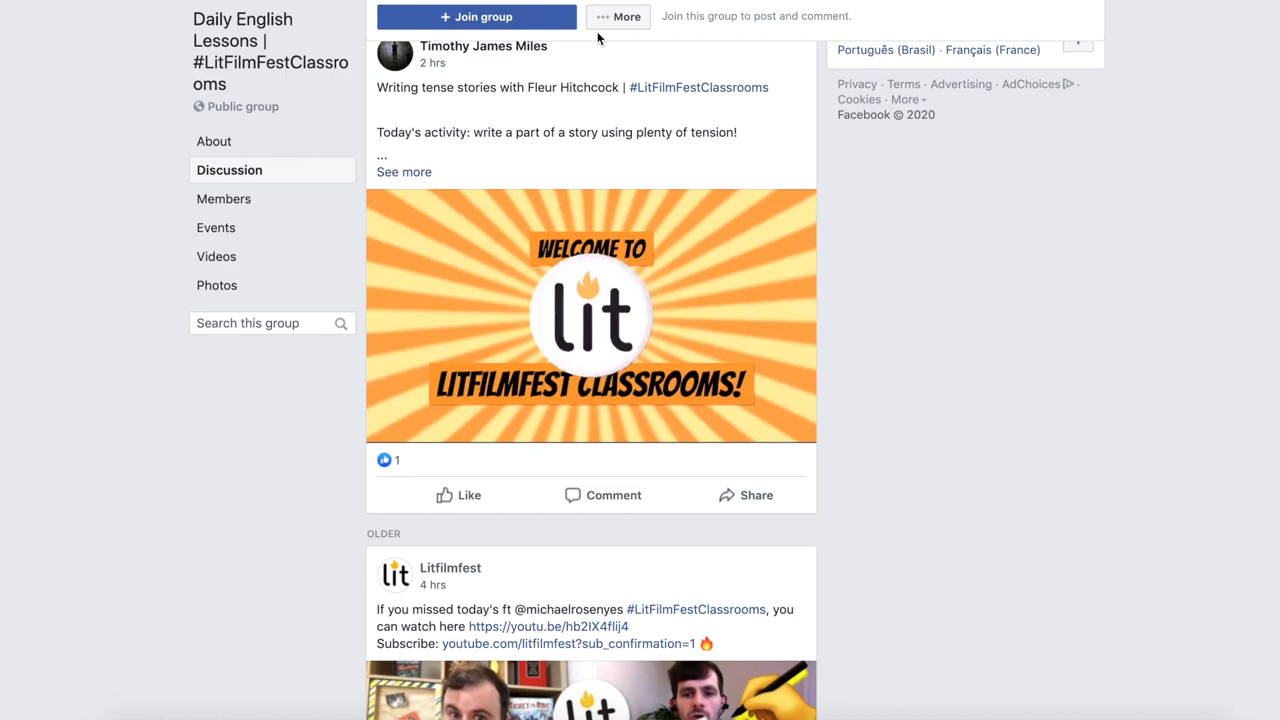 Daily English
Lessons |
#LitFilmFestClassro
oms
Public group
About
Discussion
Members
Events
Videos
Photos
Search this group
+ Join group
··· More
Join this group to post and comment.
Timothy James Miles
2 hrs
Writing tense stories with Fleur Hitchcock | #LitFilmFestClassrooms
Today's activity: write a part of a story using plenty of tension!
...
See more
WELCOME TO
lit
LITFILMFEST CLASSROOMS!
1
Like
Comment
Share
OLDER
lit
Litfilmfest
4 hrs
If you missed today's ft @michaelrosenyes #LitFilmFestClassrooms, you
can watch here https://youtu.be/hb2IX4fIij4
Subscribe: youtube.com/litfilmfest?sub_confirmation=1 🔥
lit
Português (Brasil) · Français (France)
Privacy · Terms · Advertising · AdChoices ·
Cookies · More
Facebook © 2020